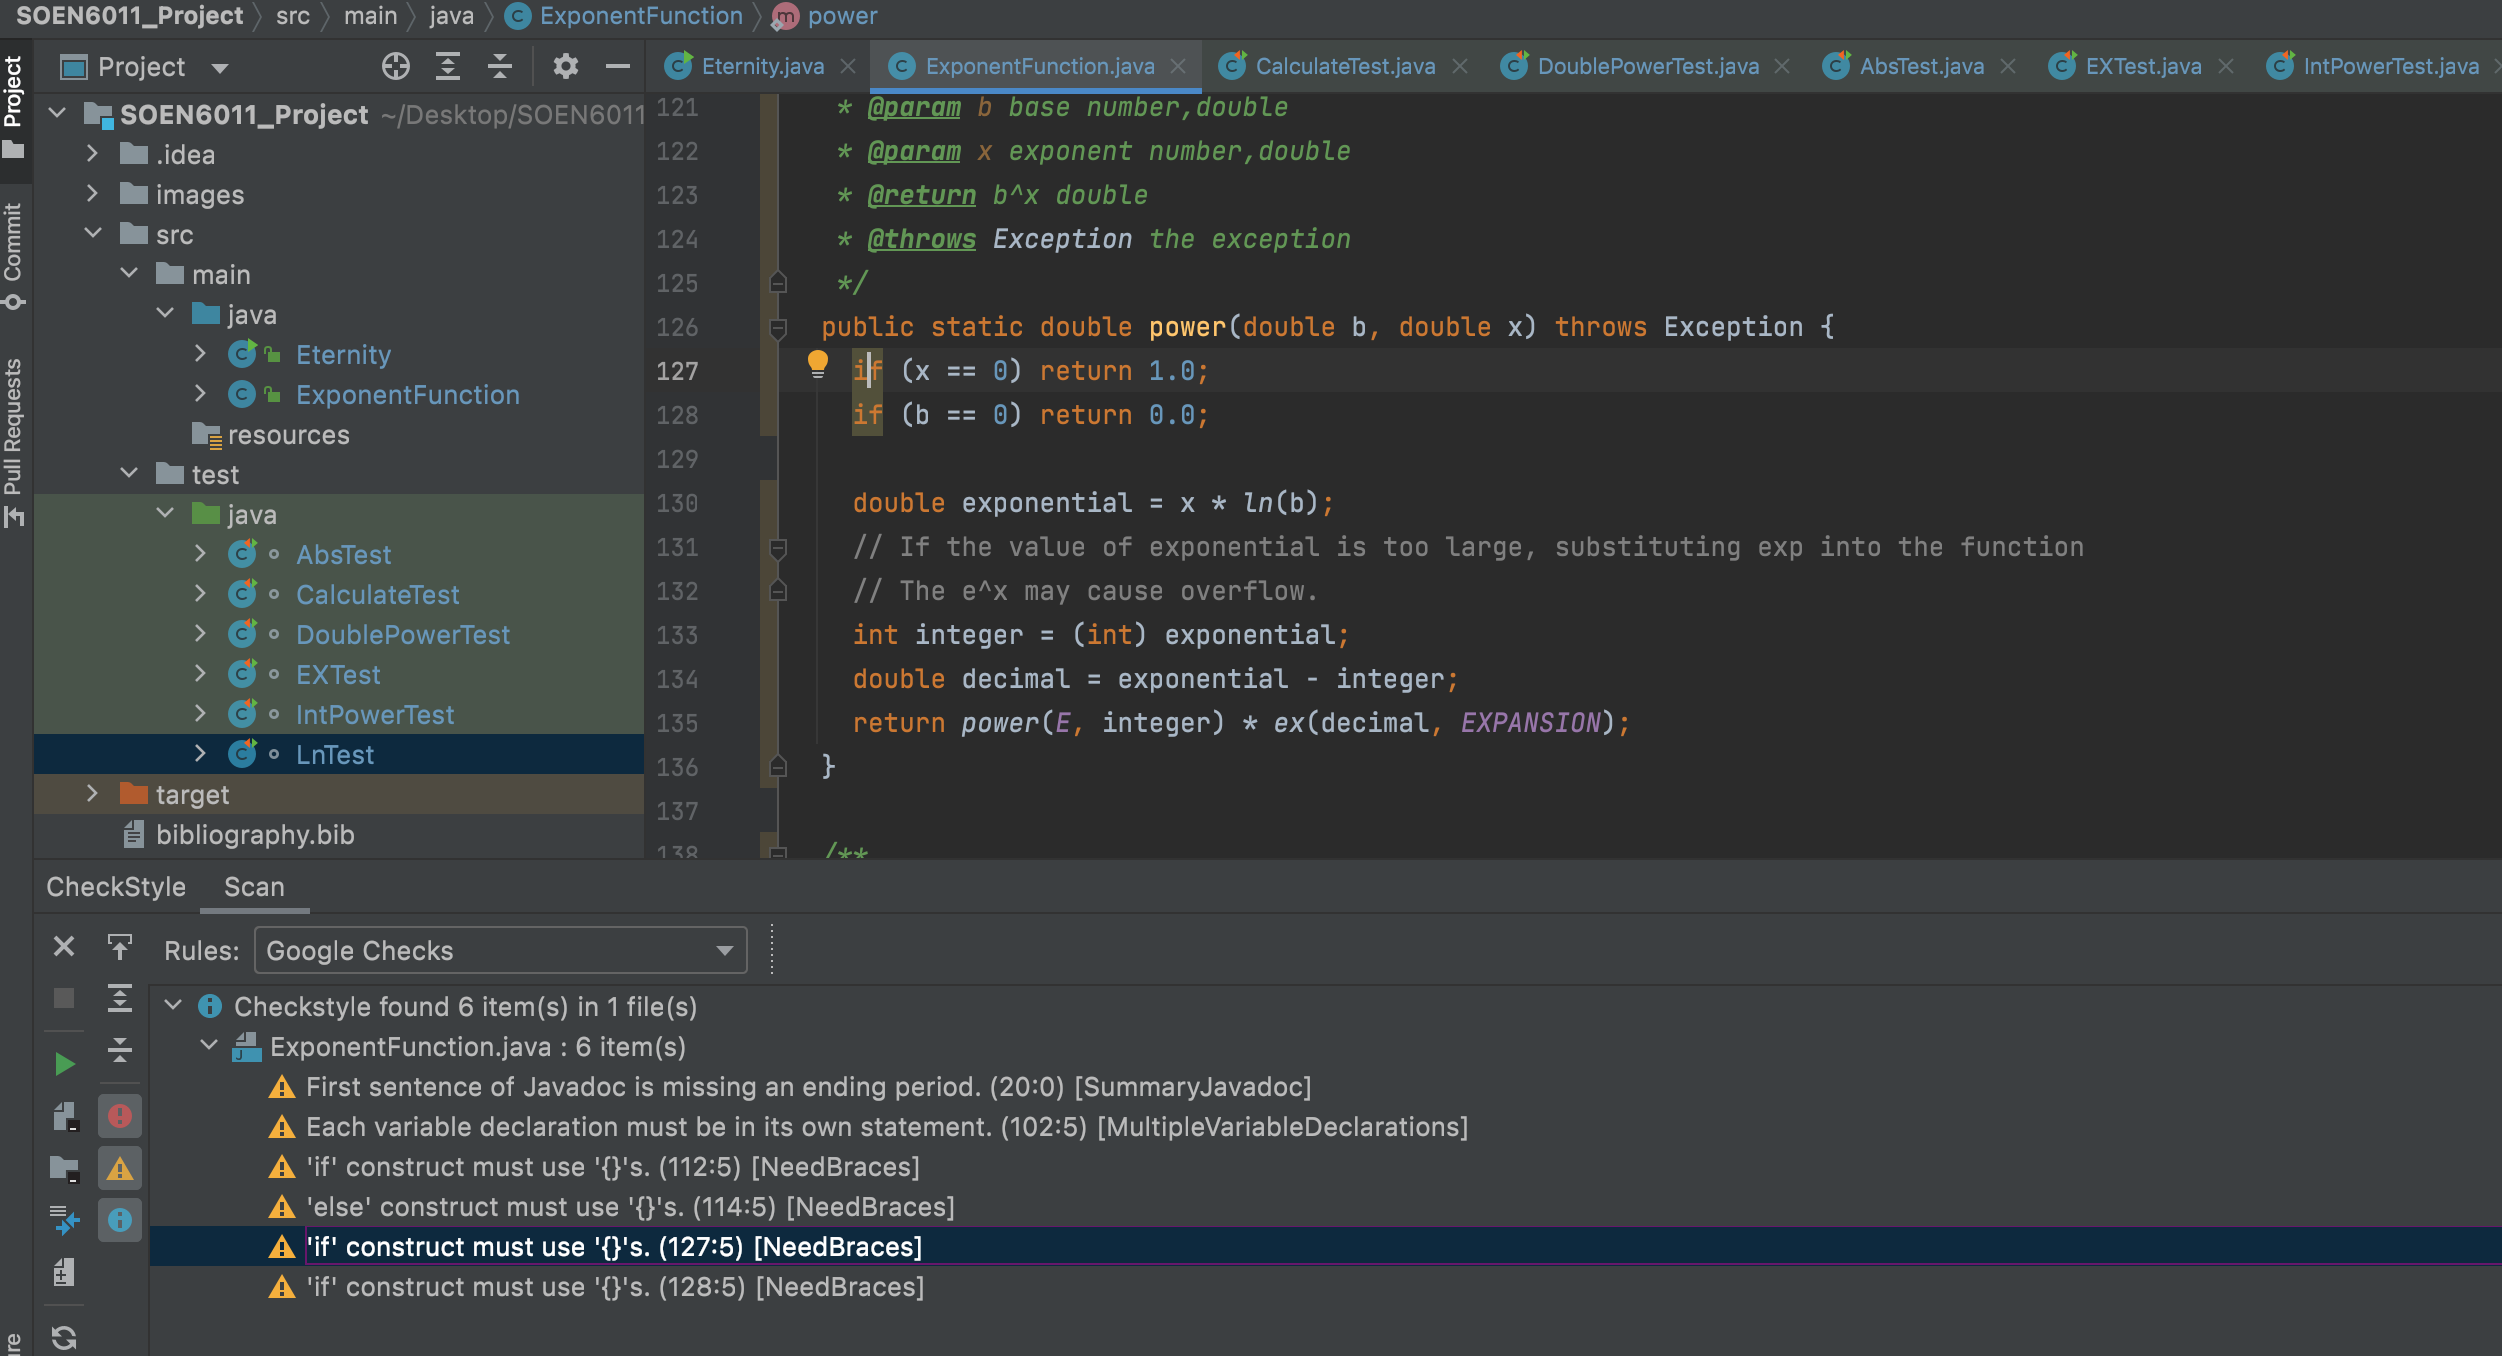 SOEN6011_Project src main java ExponentFunction power
Project
Commit
Pull Requests
Project
Eternity.java
ExponentFunction.java
CalculateTest.java
DoublePowerTest.java
AbsTest.java
EXTest.java
IntPowerTest.java
SOEN6011_Project ~/Desktop/SOEN6011
.idea
images
src
main
java
Eternity
ExponentFunction
resources
test
java
AbsTest
CalculateTest
DoublePowerTest
EXTest
IntPowerTest
LnTest
target
bibliography.bib
121 * @param b base number,double
122 * @param x exponent number,double
123 * @return b^x double
124 * @throws Exception the exception
125 */
126 public static double power(double b, double x) throws Exception {
127 if (x == 0) return 1.0;
128 if (b == 0) return 0.0;
129
130 double exponential = x * ln(b);
131 // If the value of exponential is too large, substituting exp into the function
132 // The e^x may cause overflow.
133 int integer = (int) exponential;
134 double decimal = exponential - integer;
135 return power(E, integer) * ex(decimal, EXPANSION);
136 }
137
138 /**
CheckStyle Scan
Rules: Google Checks
Checkstyle found 6 item(s) in 1 file(s)
ExponentFunction.java : 6 item(s)
First sentence of Javadoc is missing an ending period. (20:0) [SummaryJavadoc]
Each variable declaration must be in its own statement. (102:5) [MultipleVariableDeclarations]
'if' construct must use '{}'s. (112:5) [NeedBraces]
'else' construct must use '{}'s. (114:5) [NeedBraces]
'if' construct must use '{}'s. (127:5) [NeedBraces]
'if' construct must use '{}'s. (128:5) [NeedBraces]